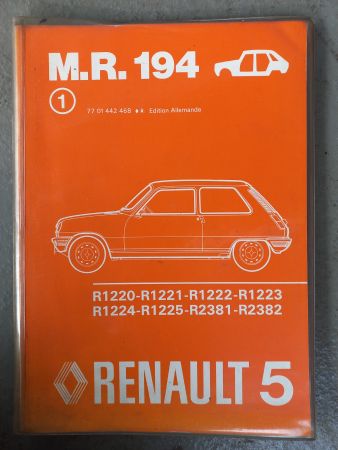 M.R. 194
1
77 01 442 468 ★★ Edition Allemande
R1220-R1221-R1222-R1223
R1224-R1225-R2381-R2382
RENAULT 5